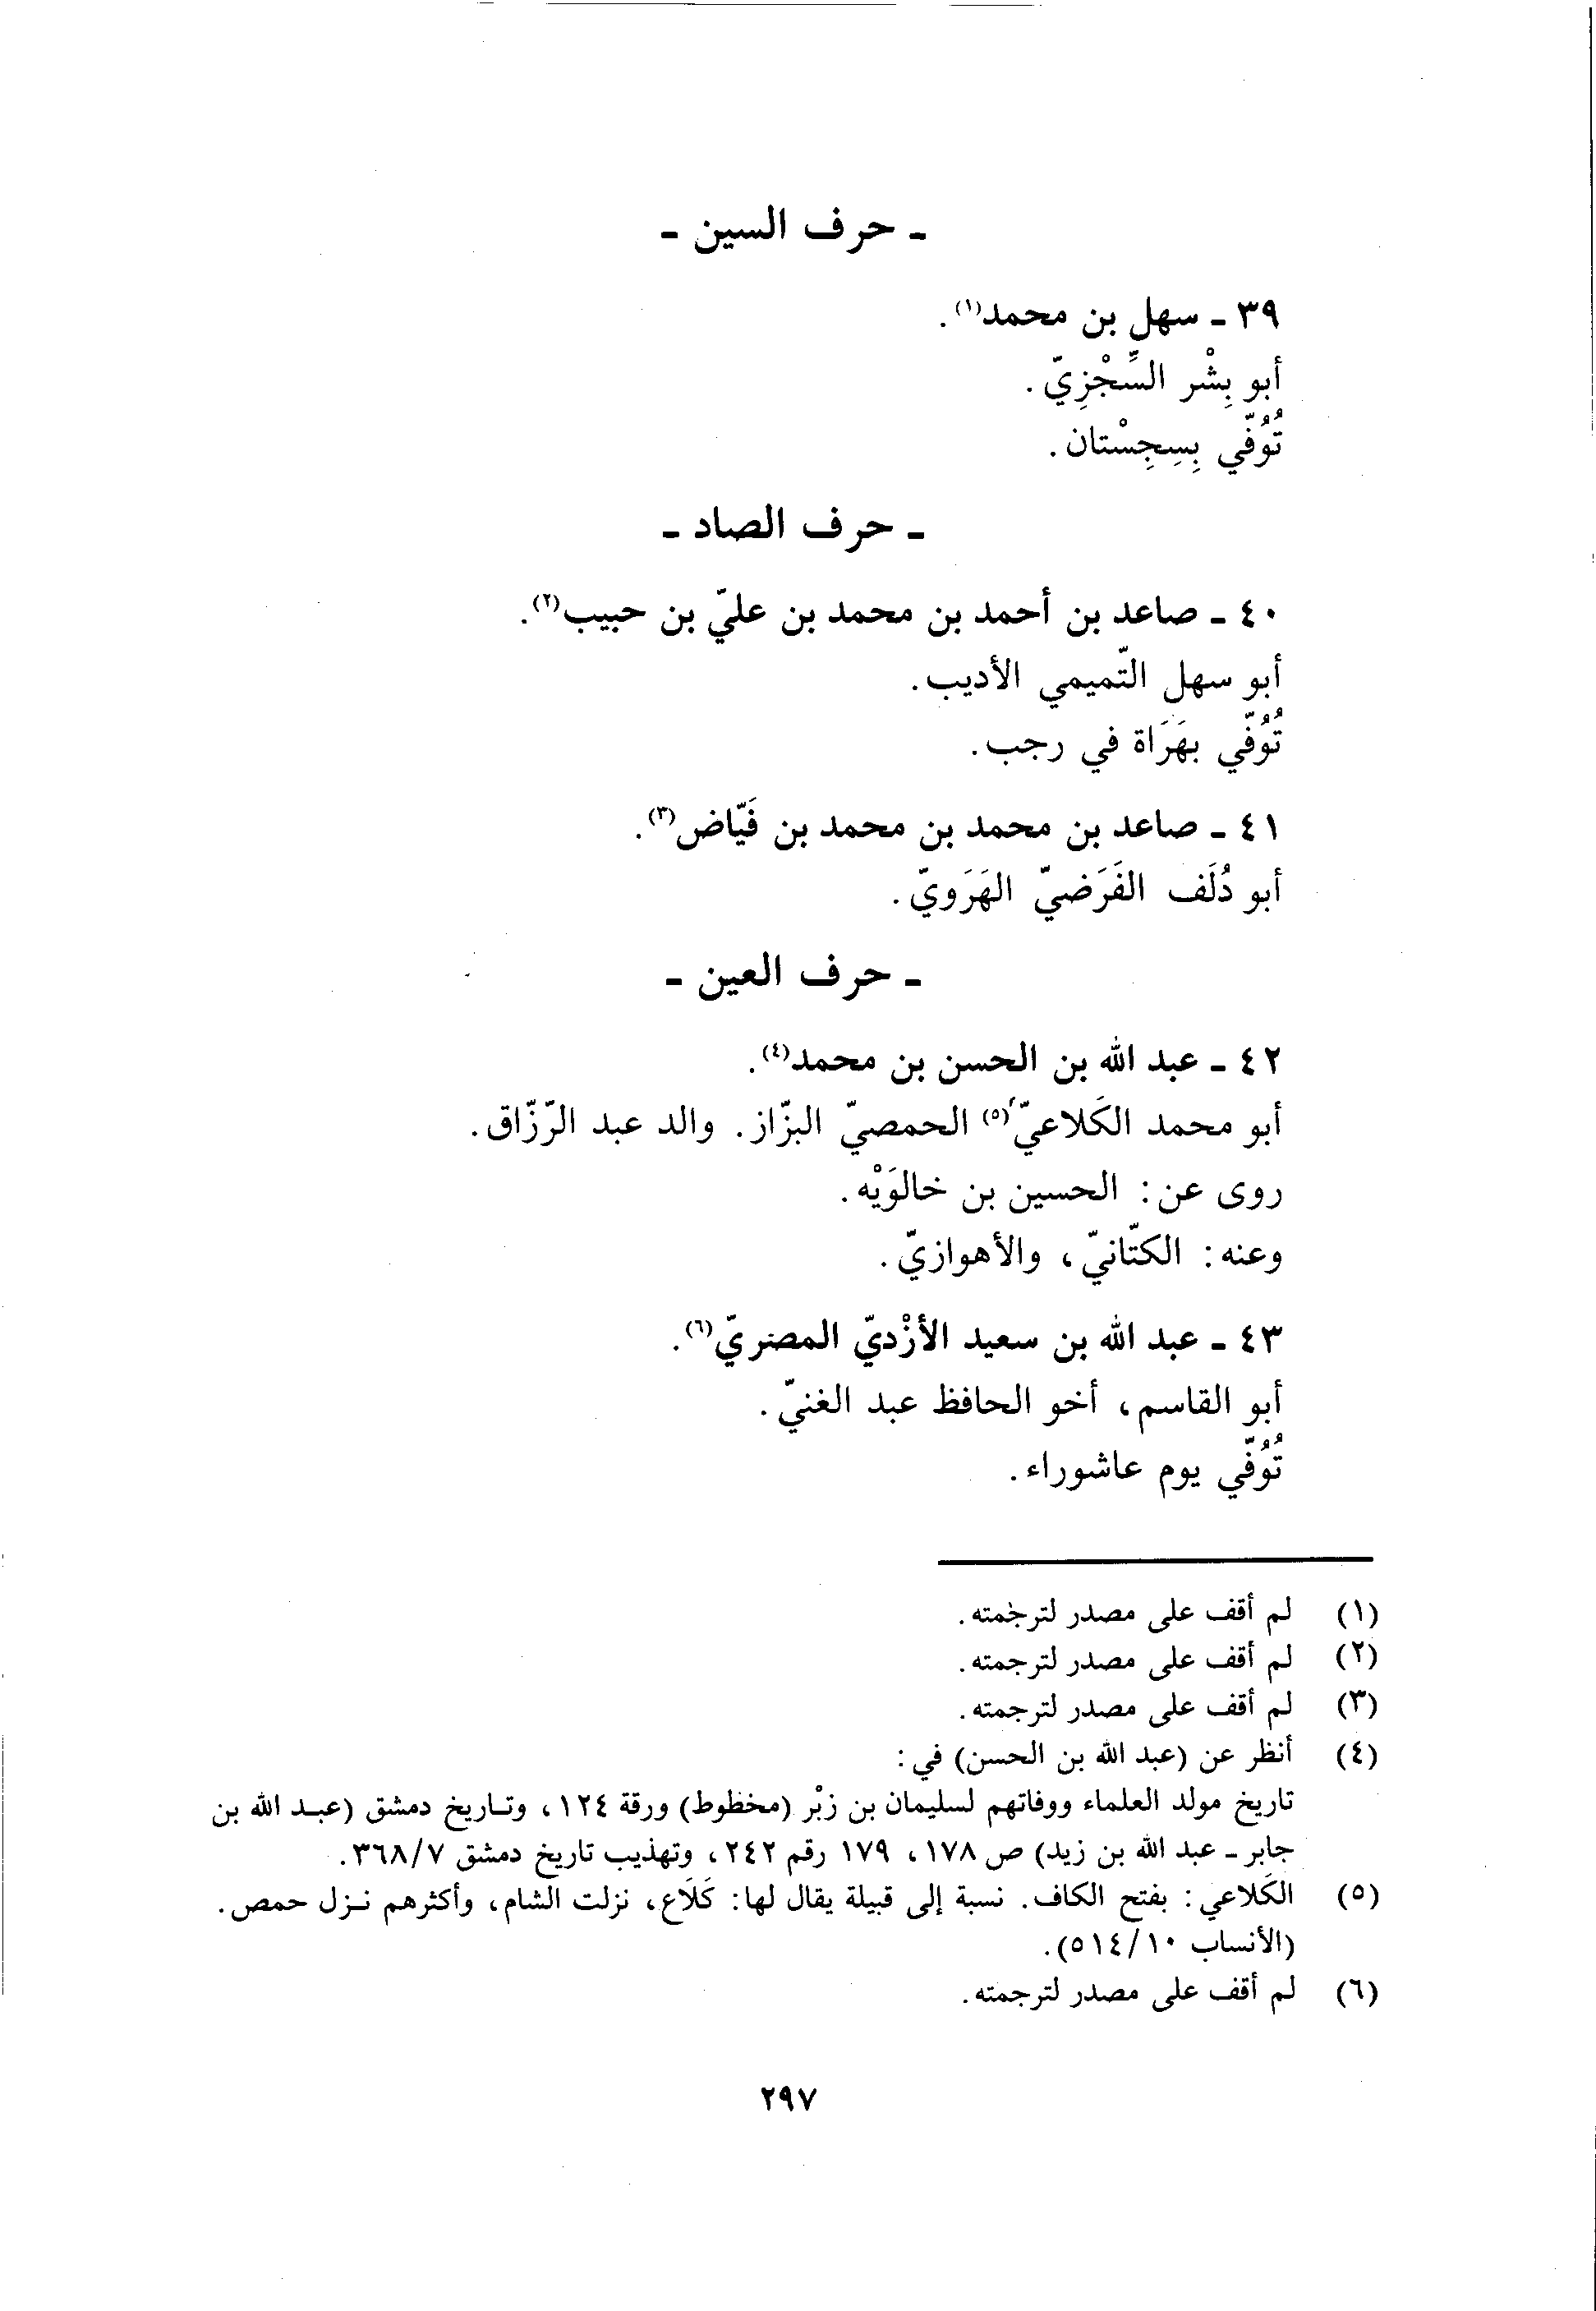 ـ حرف السين ـ
٣٩ ـ سهل بن محمد(١).
أبو بِشْر السِّجْزِيّ.
تُوُفّي بِسِجِسْتان.
ـ حرف الصاد ـ
٤٠ ـ صاعد بن أحمد بن محمد بن عليّ بن حبيب(٢).
أبو سهل التّميمي الأديب.
تُوُفّي بهَرَاة في رجب.
٤١ ـ صاعد بن محمد بن محمد بن فَيّاض(٣).
أبو دُلَف الفَرَضيّ الهَرَويّ.
ـ حرف العين ـ
٤٢ ـ عبد الله بن الحسن بن محمد(٤).
أبو محمد الكَلاعيّ(٥) الحمصيّ البزّاز. والد عبد الرّزّاق.
روى عن: الحسين بن خالَوَيْه.
وعنه: الكتّانيّ، والأهوازيّ.
٤٣ ـ عبد الله بن سعيد الأزْديّ المصريّ(٦).
أبو القاسم، أخو الحافظ عبد الغنيّ.
تُوُفّي يوم عاشوراء.
(١) لم أقف على مصدر لترجمته.
(٢) لم أقف على مصدر لترجمته.
(٣) لم أقف على مصدر لترجمته.
(٤) أنظر عن (عبد الله بن الحسن) في:
تاريخ مولد العلماء ووفاتهم لسليمان بن زبْر (مخطوط) ورقة ١٢٤، وتاريخ دمشق (عبد الله بن
جابر ـ عبد الله بن زيد) ص ١٧٨، ١٧٩ رقم ٢٤٢، وتهذيب تاريخ دمشق ٣٦٨/٧.
(٥) الكَلاعي: بفتح الكاف. نسبة إلى قبيلة يقال لها: كَلَاع، نزلت الشام، وأكثرهم نزل حمص.
(الأنساب ٥١٤/١٠).
(٦) لم أقف على مصدر لترجمته.
٢٩٧